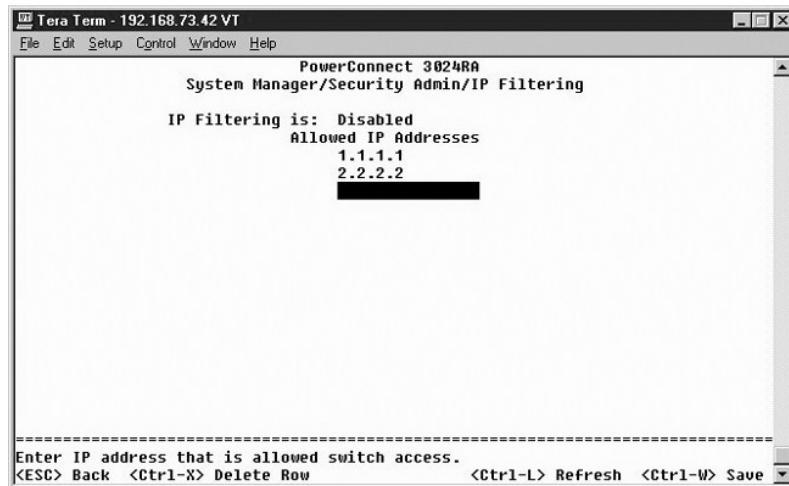 Tera Term - 192.168.73.42 VT
File Edit Setup Control Window Help
PowerConnect 3024RA
System Manager/Security Admin/IP Filtering
IP Filtering is: Disabled
Allowed IP Addresses
1.1.1.1
2.2.2.2
================================================================================
Enter IP address that is allowed switch access.
<ESC> Back <Ctrl-X> Delete Row <Ctrl-L> Refresh <Ctrl-W> Save